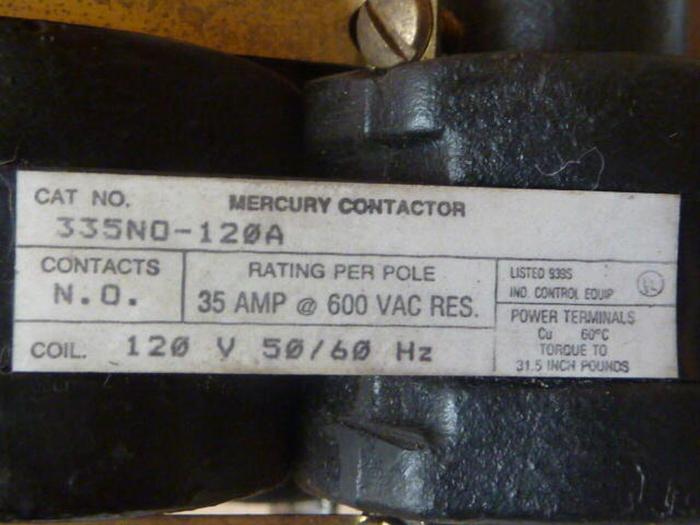 CAT NO. MERCURY CONTACTOR
335NO-120A
CONTACTS
N.O.
RATING PER POLE
35 AMP @ 600 VAC RES.
COIL. 120 V 50/60 Hz
LISTED 939S
IND. CONTROL EQUIP UL
POWER TERMINALS
Cu 60°C
TORQUE TO
31.5 INCH POUNDS